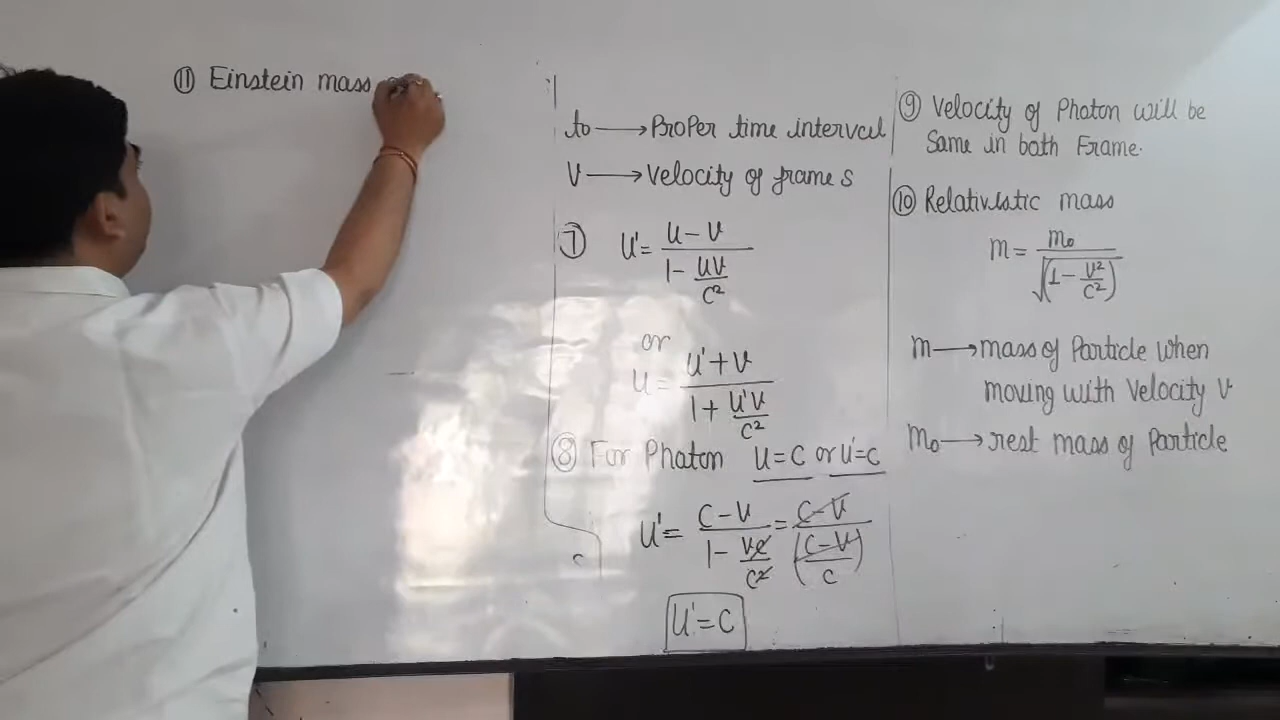 ⑪ Einstein mass
to ⟶ Proper time interval
V ⟶ Velocity of frames
⑦ U' = U - V / 1 - UV/C²
or
U = U' + V / 1 + U'V/C²
⑧ For Photon U = C or U' = C
U' = C - V / 1 - VC/C² = C - V / (C - V / C)
U' = C
⑨ Velocity of Photon will be
Same in both Frame.
⑩ Relativistic mass
m = m₀ / √(1 - V²/C²)
m ⟶ mass of Particle when
moving with Velocity V
M₀ ⟶ rest mass of Particle